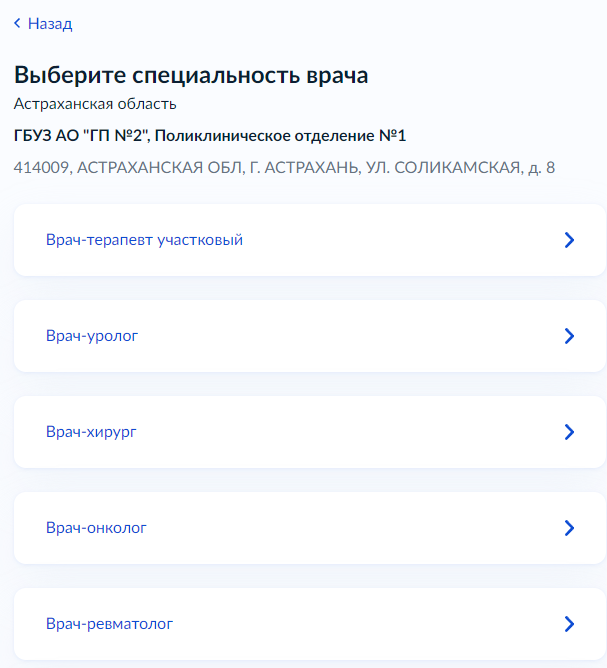 Назад
Выберите специальность врача
Астраханская область
ГБУЗ АО "ГП №2", Поликлиническое отделение №1
414009, АСТРАХАНСКАЯ ОБЛ, Г. АСТРАХАНЬ, УЛ. СОЛИКАМСКАЯ, д. 8
Врач-терапевт участковый
Врач-уролог
Врач-хирург
Врач-онколог
Врач-ревматолог